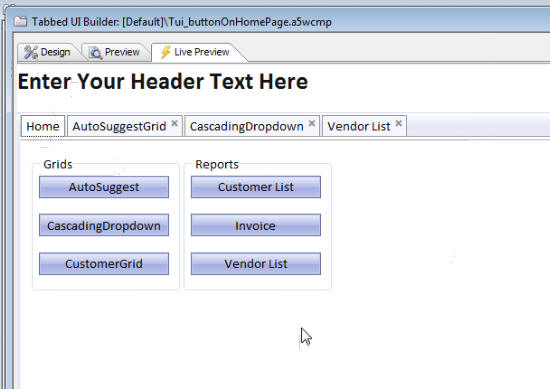 Tabbed UI Builder: [Default]\Tui_buttonOnHomePage.a5wcmp
Design Preview Live Preview
Enter Your Header Text Here
Home AutoSuggestGrid CascadingDropdown Vendor List
Grids Reports
AutoSuggest Customer List
CascadingDropdown Invoice
CustomerGrid Vendor List